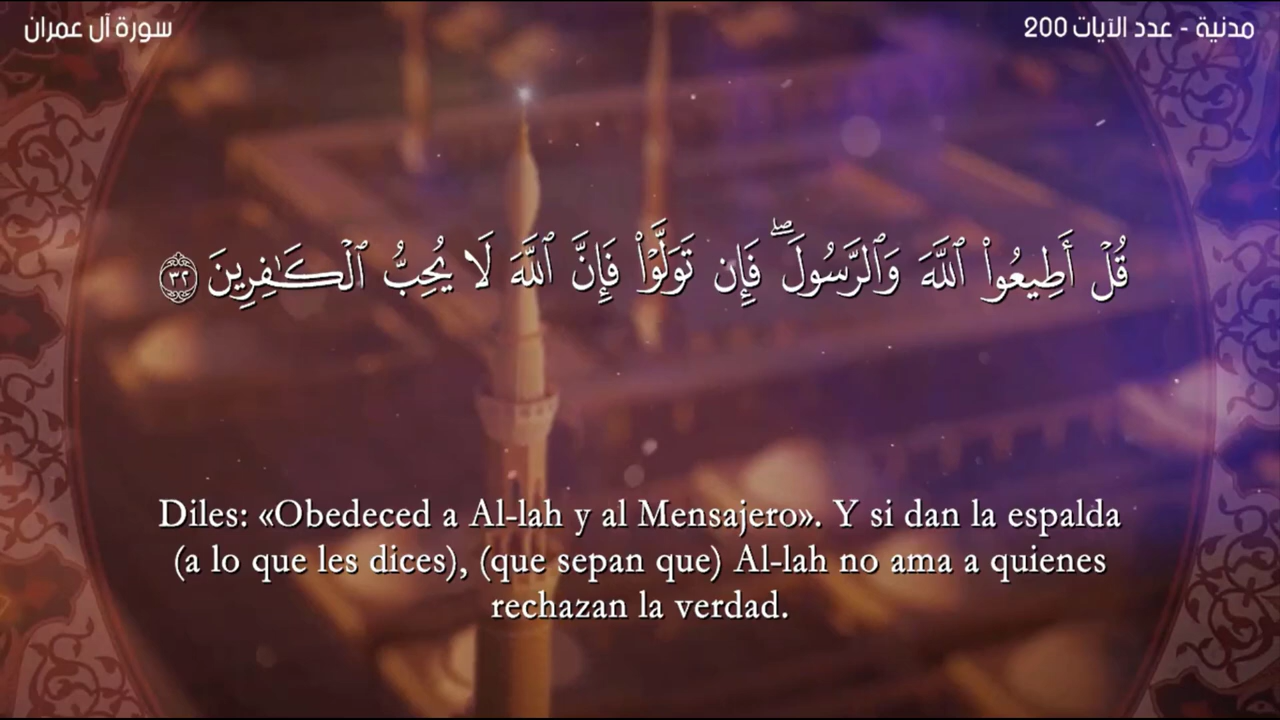 سورة آل عمران
مدنية - عدد الآيات 200
قُلْ أَطِيعُوا۟ ٱللَّهَ وَٱلرَّسُولَ ۖ فَإِن تَوَلَّوْا۟ فَإِنَّ ٱللَّهَ لَا يُحِبُّ ٱلْكَـٰفِرِينَ ٣٢
Diles: «Obedeced a Al-lah y al Mensajero». Y si dan la espalda
(a lo que les dices), (que sepan que) Al-lah no ama a quienes
rechazan la verdad.